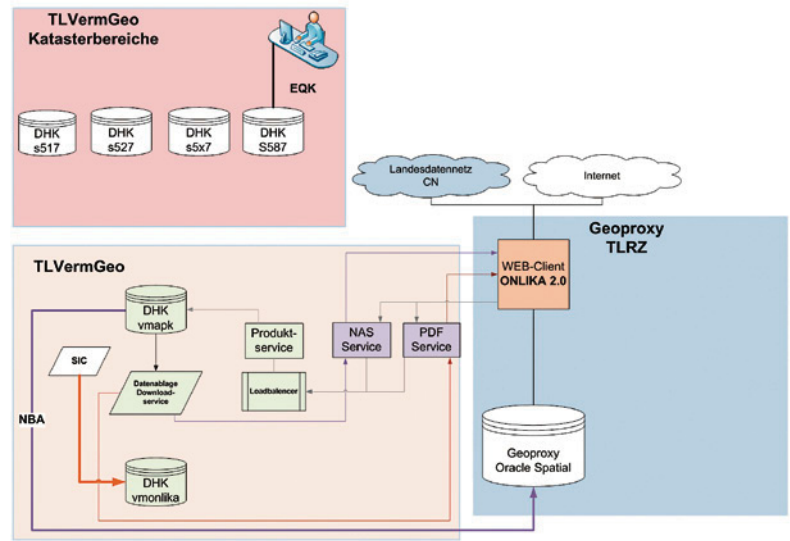 TLVermGeo
Katasterbereiche
EQK
DHK
s517
DHK
s527
DHK
s5x7
DHK
S587
Landesdatennetz
CN
Internet
Geoproxy
TLRZ
WEB-Client
ONLIKA 2.0
Geoproxy
Oracle Spatial
TLVermGeo
DHK
vmapk
Produkt-
service
NAS
Service
PDF
Service
SIC
Datenablage
Download-
service
Loadbalencer
NBA
DHK
vmonlika